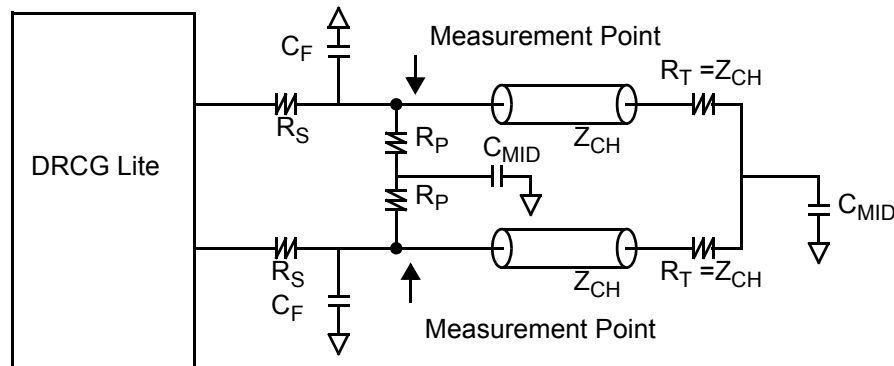 C_F
Measurement Point
R_T =Z_CH
R_S
R_P
Z_CH
C_MID
DRCG Lite
R_P
C_MID
R_S
Z_CH
R_T =Z_CH
C_F
Measurement Point